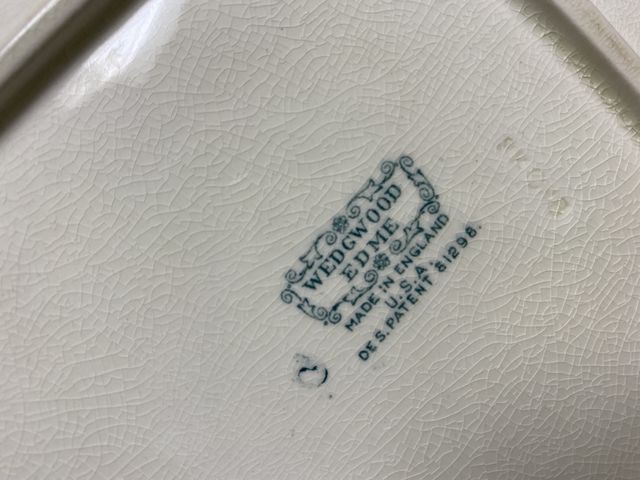 WEDGWOOD
EDME
MADE IN ENGLAND
U.S.A.
DES. PATENT 81298.